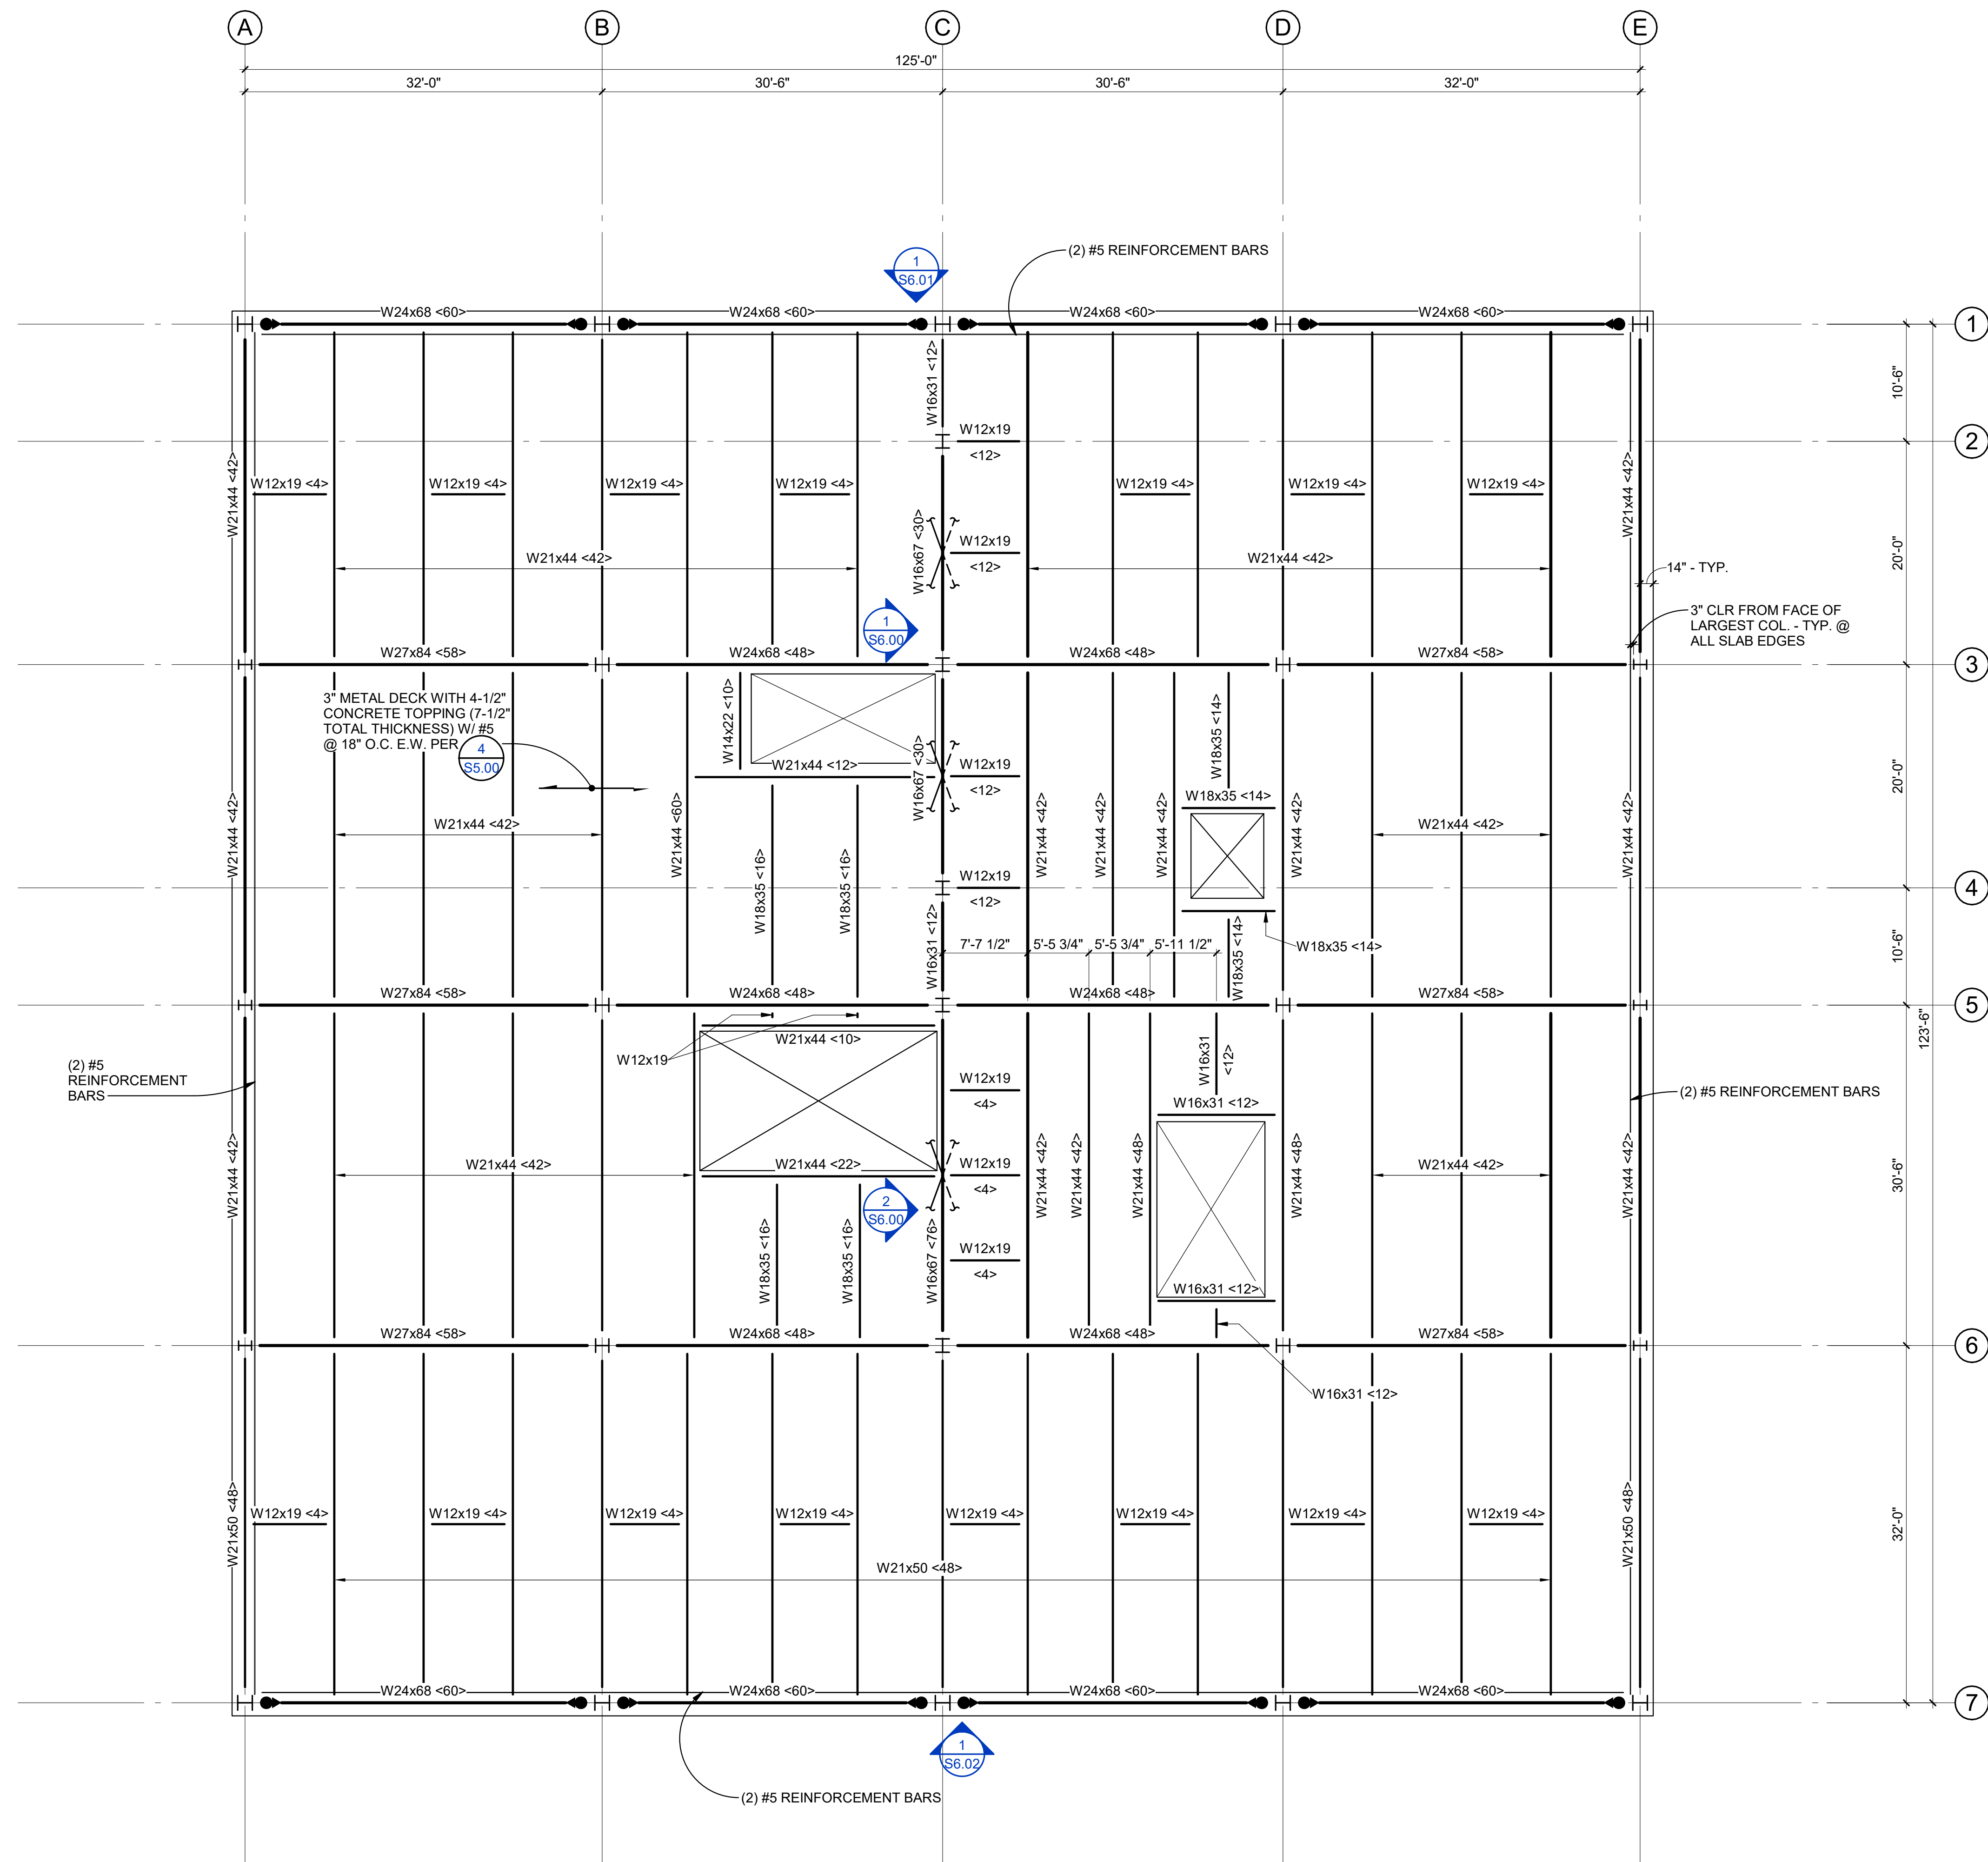 A
B
C
D
E
125'-0"
32'-0"
30'-6"
30'-6"
32'-0"
1
S6.01
(2) #5 REINFORCEMENT BARS
W24x68 <60>
W24x68 <60>
W24x68 <60>
W24x68 <60>
1
W16x31 <12>
10'-6"
W12x19
<12>
2
W21x44 <42>
W12x19 <4>
W12x19 <4>
W12x19 <4>
W12x19 <4>
W12x19 <4>
W12x19 <4>
W12x19 <4>
W21x44 <42>
W16x67 <30>
W12x19
<12>
W21x44 <42>
W21x44 <42>
20'-0"
14" - TYP.
3" CLR FROM FACE OF
LARGEST COL. - TYP. @
ALL SLAB EDGES
1
S6.00
W27x84 <58>
W24x68 <48>
W24x68 <48>
W27x84 <58>
3
3" METAL DECK WITH 4-1/2"
CONCRETE TOPPING (7-1/2"
TOTAL THICKNESS) W/ #5
@ 18" O.C. E.W. PER
4
S5.00
W14x22 <10>
W21x44 <12>
W16x67 <30>
W12x19
<12>
W18x35 <14>
W18x35 <14>
20'-0"
W21x44 <42>
W21x44 <42>
W21x44 <60>
W18x35 <16>
W18x35 <16>
W21x44 <42>
W21x44 <42>
W21x44 <42>
W21x44 <42>
W21x44 <42>
W21x44 <42>
W12x19
<12>
4
W16x31 <12>
7'-7 1/2"
5'-5 3/4"
5'-5 3/4"
5'-11 1/2"
W18x35 <14>
W18x35 <14>
10'-6"
W27x84 <58>
W24x68 <48>
W24x68 <48>
W27x84 <58>
5
123'-6"
W12x19
W21x44 <10>
W12x19
<4>
W16x31
<12>
W16x31 <12>
(2) #5
REINFORCEMENT
BARS
(2) #5 REINFORCEMENT BARS
W21x44 <42>
W21x44 <42>
W21x44 <22>
W12x19
<4>
W21x44 <42>
W21x44 <42>
W21x44 <48>
W21x44 <48>
W21x44 <42>
W21x44 <42>
30'-6"
2
S6.00
W18x35 <16>
W18x35 <16>
W16x67 <76>
W12x19
<4>
W16x31 <12>
W27x84 <58>
W24x68 <48>
W24x68 <48>
W27x84 <58>
6
W16x31 <12>
W21x50 <48>
W12x19 <4>
W12x19 <4>
W12x19 <4>
W12x19 <4>
W12x19 <4>
W12x19 <4>
W12x19 <4>
W12x19 <4>
W21x50 <48>
32'-0"
W21x50 <48>
W24x68 <60>
W24x68 <60>
W24x68 <60>
W24x68 <60>
7
1
S6.02
(2) #5 REINFORCEMENT BARS